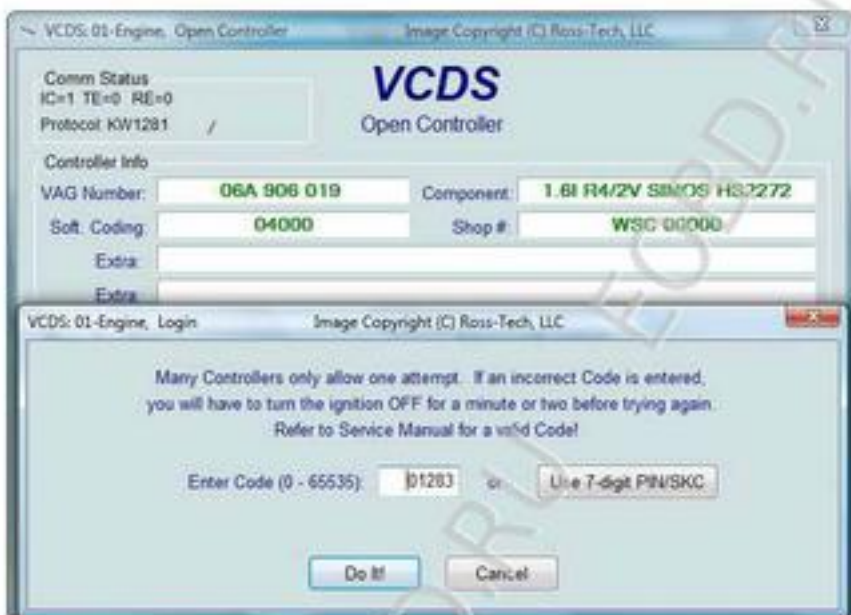 VCDS: 01-Engine, Open Controller Image Copyright (C) Ross-Tech, LLC
Comm Status
IC=1 TE=0 RE=0
Protocol: KW1281 /
VCDS
Open Controller
Controller Info
VAG Number: 06A 906 019 Component: 1.6l R4/2V SIMOS HS2272
Soft. Coding: 04000 Shop #: WSC 00000
Extra:
Extra:
VCDS: 01-Engine, Login Image Copyright (C) Ross-Tech, LLC
Many Controllers only allow one attempt. If an incorrect Code is entered,
you will have to turn the ignition OFF for a minute or two before trying again.
Refer to Service Manual for a valid Code!
Enter Code (0 - 65535): 01283 or Use 7-digit PIN/SKC
Do It! Cancel